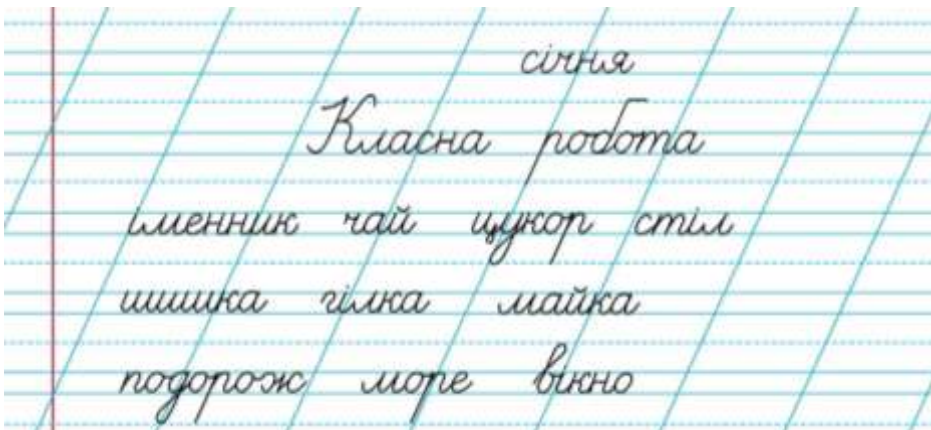 січня
Класна робота
іменник чай цукор стіл
шишка гілка майка
подорож море вікно